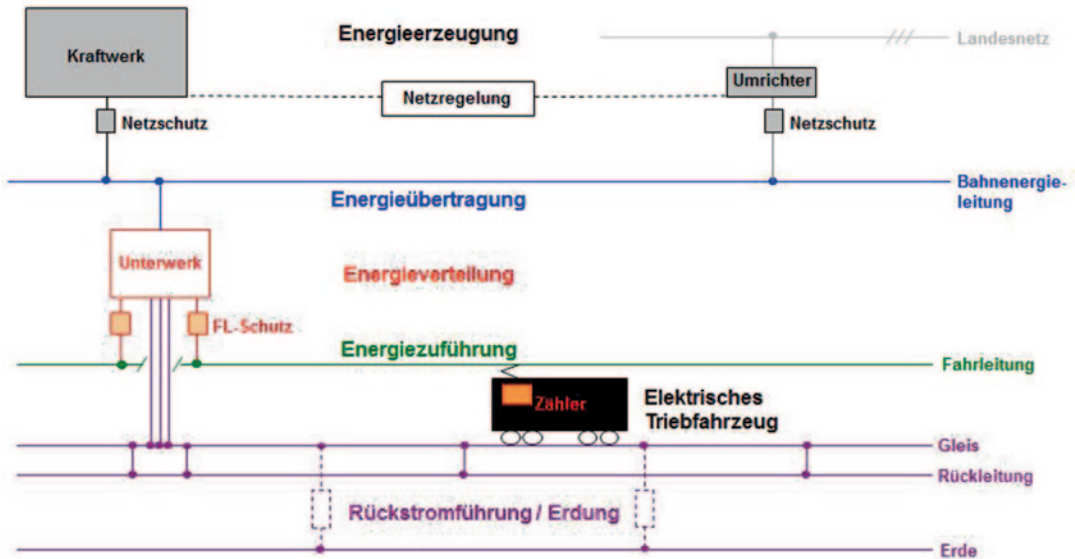 Energieerzeugung
Landesnetz
Kraftwerk
Umrichter
Netzregelung
Netzschutz
Netzschutz
Energieübertragung
Bahnenergie-
leitung
Unterwerk
Energieverteilung
FL-Schutz
Energiezuführung
Fahrleitung
Zähler
Elektrisches
Triebfahrzeug
Gleis
Rückleitung
Rückstromführung / Erdung
Erde